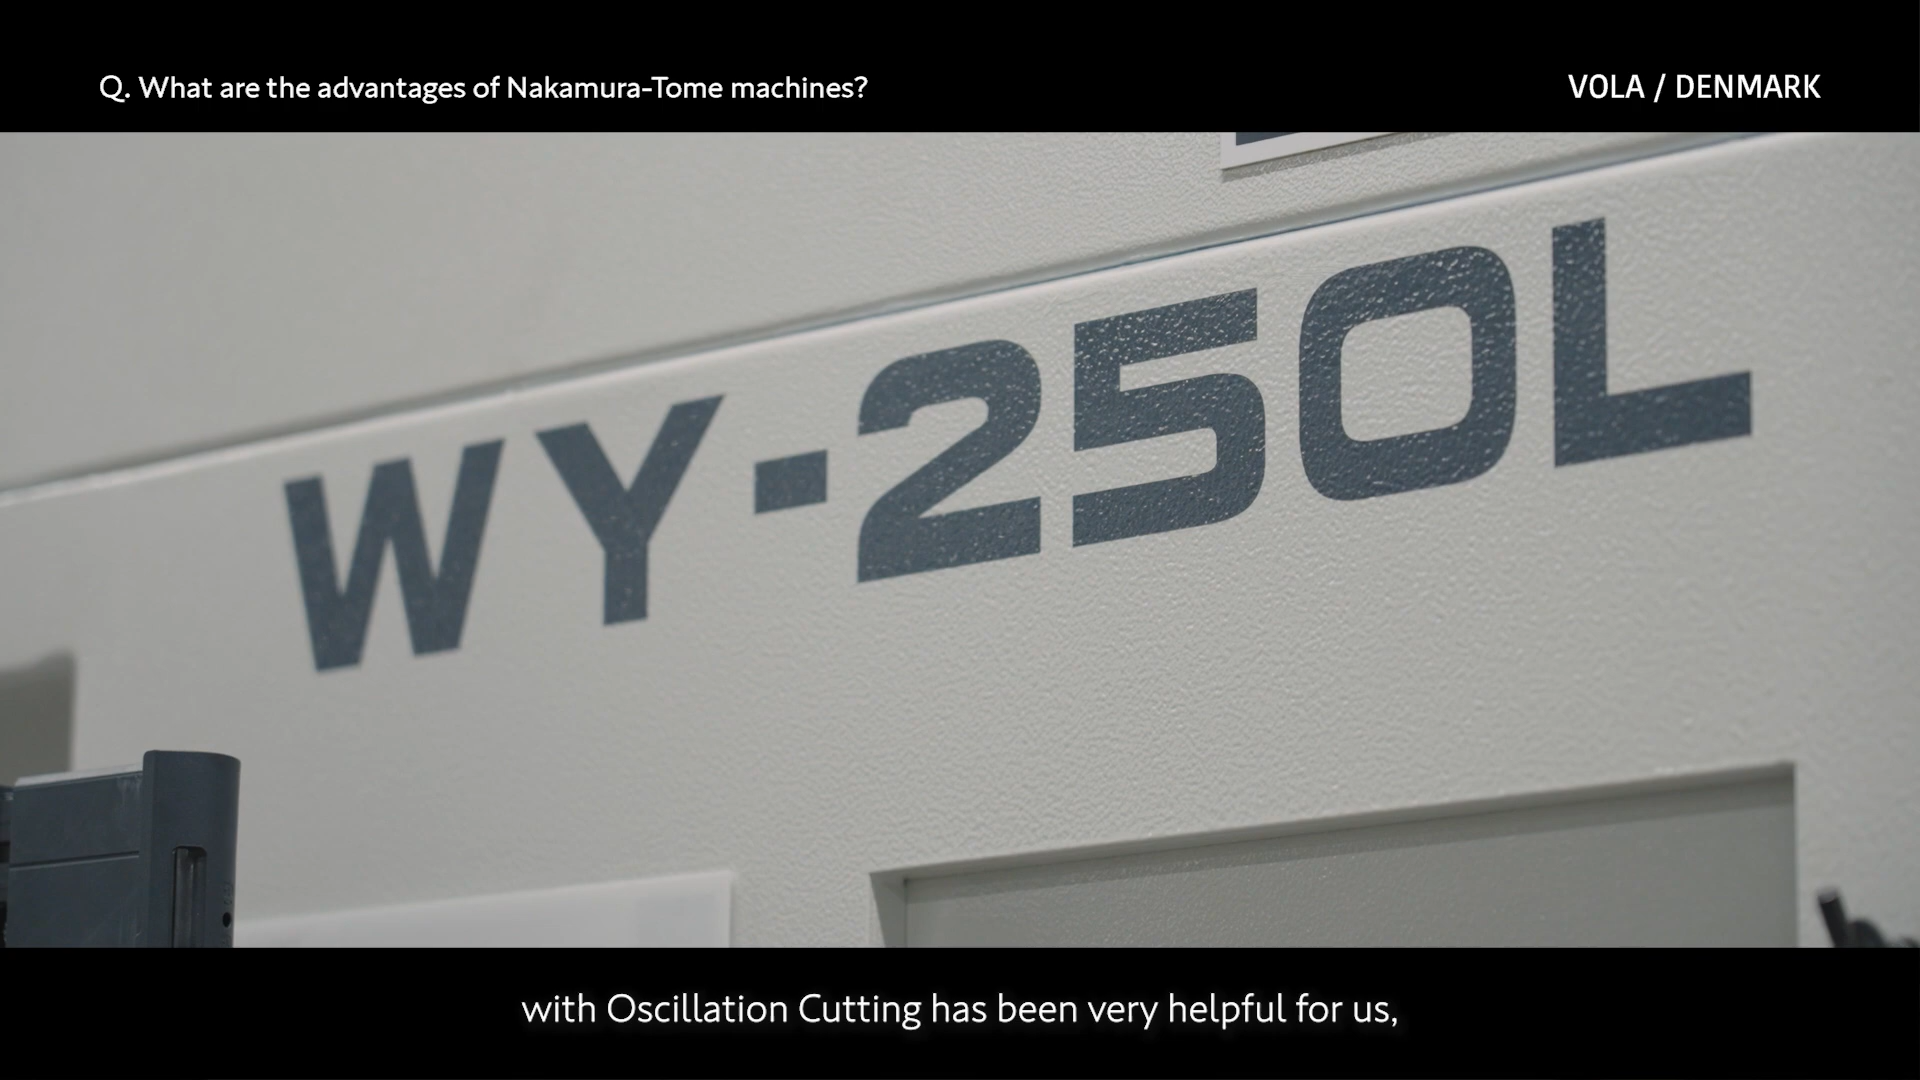 Q. What are the advantages of Nakamura-Tome machines?
VOLA / DENMARK
WY-250L
with Oscillation Cutting has been very helpful for us,